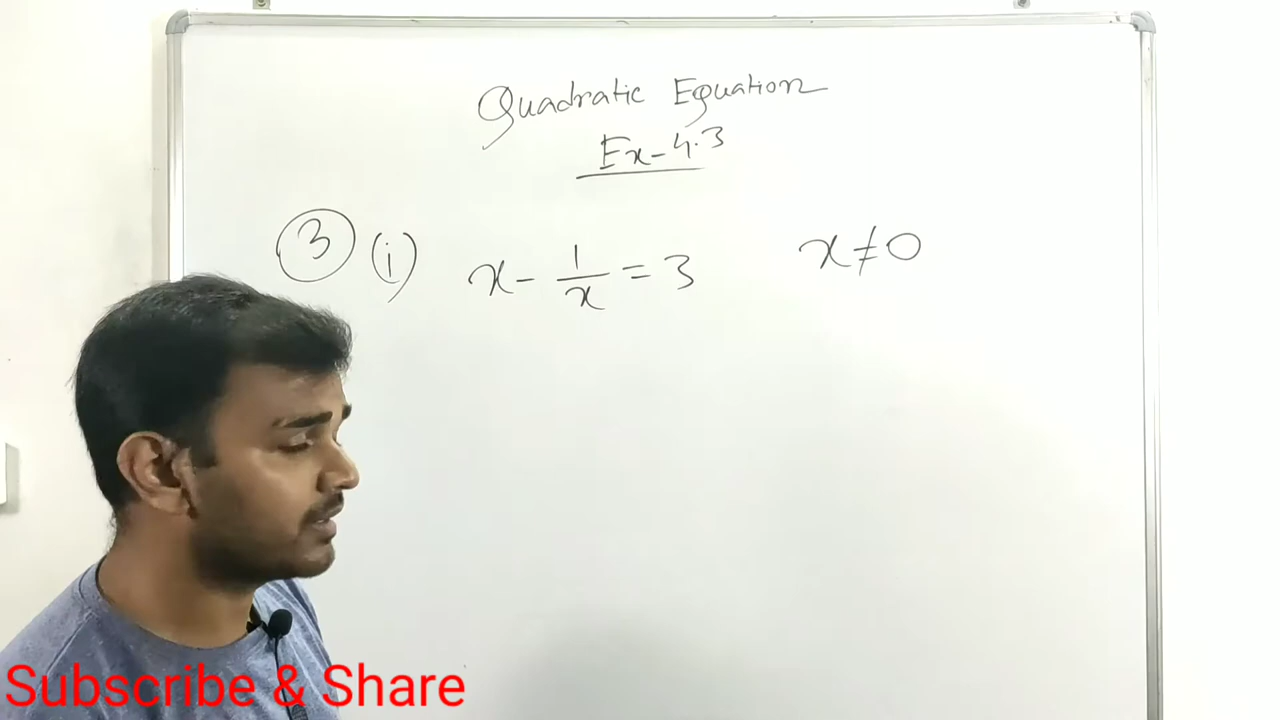 Quadratic Equation
Ex-4.3
3 (i) x - 1/x = 3 x ≠ 0
Subscribe & Share